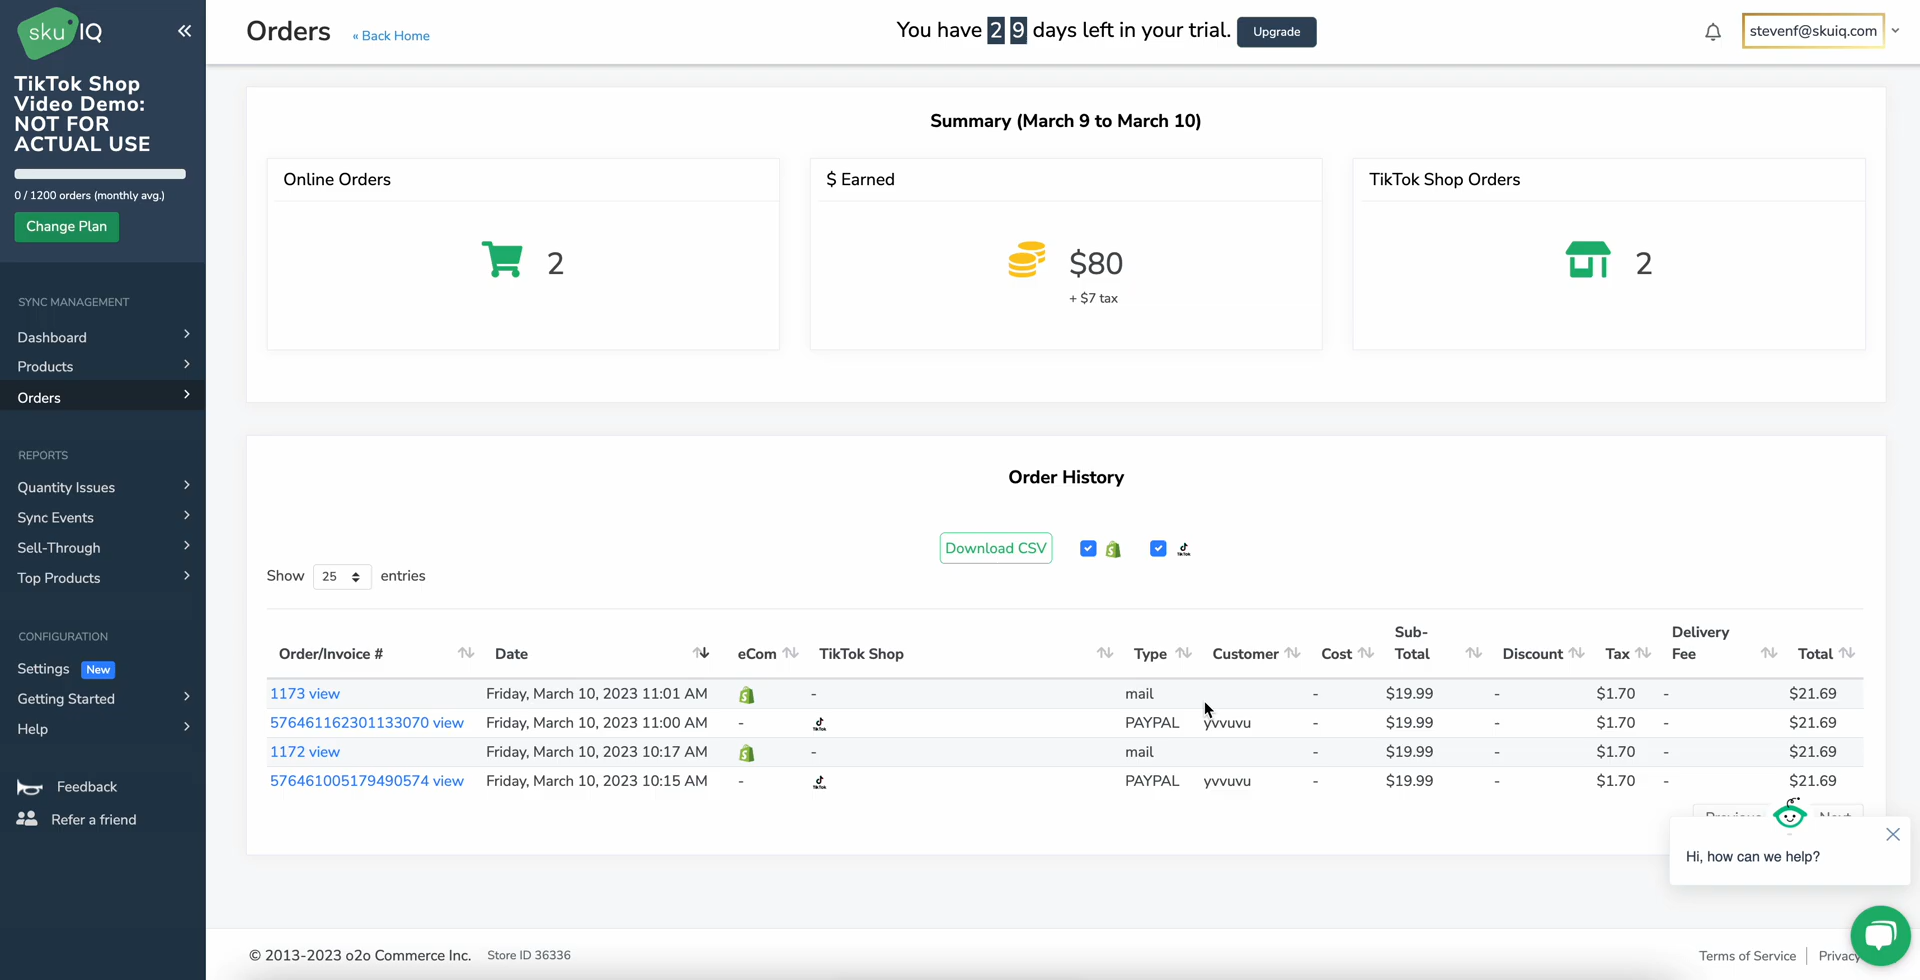 sku IQ
TikTok Shop
Video Demo:
NOT FOR
ACTUAL USE
0 / 1200 orders (monthly avg.)
Change Plan
SYNC MANAGEMENT
Dashboard
Products
Orders
REPORTS
Quantity Issues
Sync Events
Sell-Through
Top Products
CONFIGURATION
Settings New
Getting Started
Help
Feedback
Refer a friend
Orders « Back Home
You have 2 9 days left in your trial. Upgrade
stevenf@skuiq.com
Summary (March 9 to March 10)
Online Orders
2
$ Earned
$80
+ $7 tax
TikTok Shop Orders
2
Order History
Download CSV
Show 25 entries
Order/Invoice # Date eCom TikTok Shop Type Customer Cost Sub-Total Discount Tax Delivery Fee Total
1173 view Friday, March 10, 2023 11:01 AM - mail - $19.99 - $1.70 - $21.69
576461162301133070 view Friday, March 10, 2023 11:00 AM - TikTok PAYPAL yvvuvu - $19.99 - $1.70 - $21.69
1172 view Friday, March 10, 2023 10:17 AM - mail - $19.99 - $1.70 - $21.69
576461005179490574 view Friday, March 10, 2023 10:15 AM - TikTok PAYPAL yvvuvu - $19.99 - $1.70 - $21.69
Previous Next
Hi, how can we help?
© 2013-2023 o2o Commerce Inc. Store ID 36336
Terms of Service Privacy